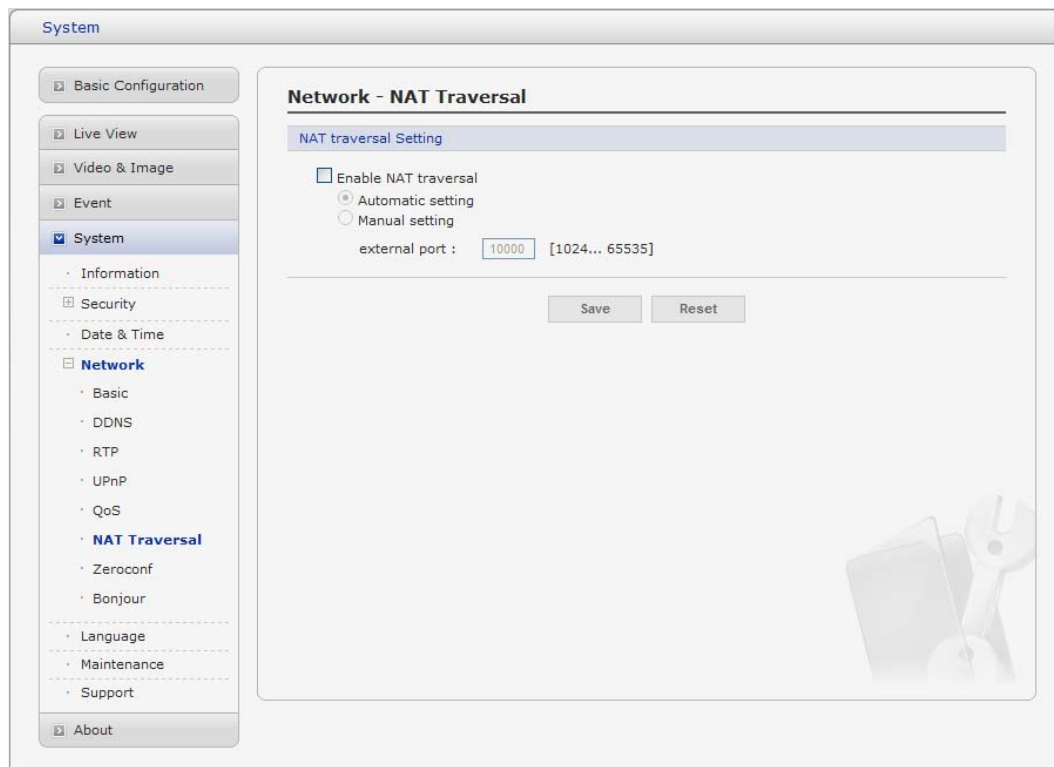 System
Basic Configuration
Live View
Video & Image
Event
System
Information
Security
Date & Time
Network
Basic
DDNS
RTP
UPnP
QoS
NAT Traversal
Zeroconf
Bonjour
Language
Maintenance
Support
About
Network - NAT Traversal
NAT traversal Setting
Enable NAT traversal
Automatic setting
Manual setting
external port : 10000 [1024... 65535]
Save Reset